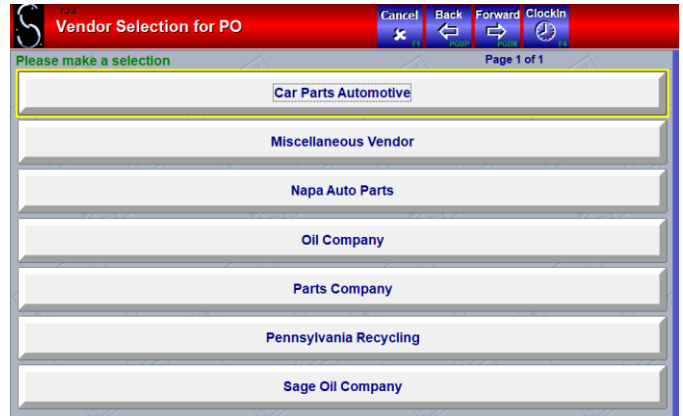 7.2.4
Vendor Selection for PO
Cancel Back Forward ClockIn
F1 PGUP PGDN F4
Please make a selection
Page 1 of 1
Car Parts Automotive
Miscellaneous Vendor
Napa Auto Parts
Oil Company
Parts Company
Pennsylvania Recycling
Sage Oil Company